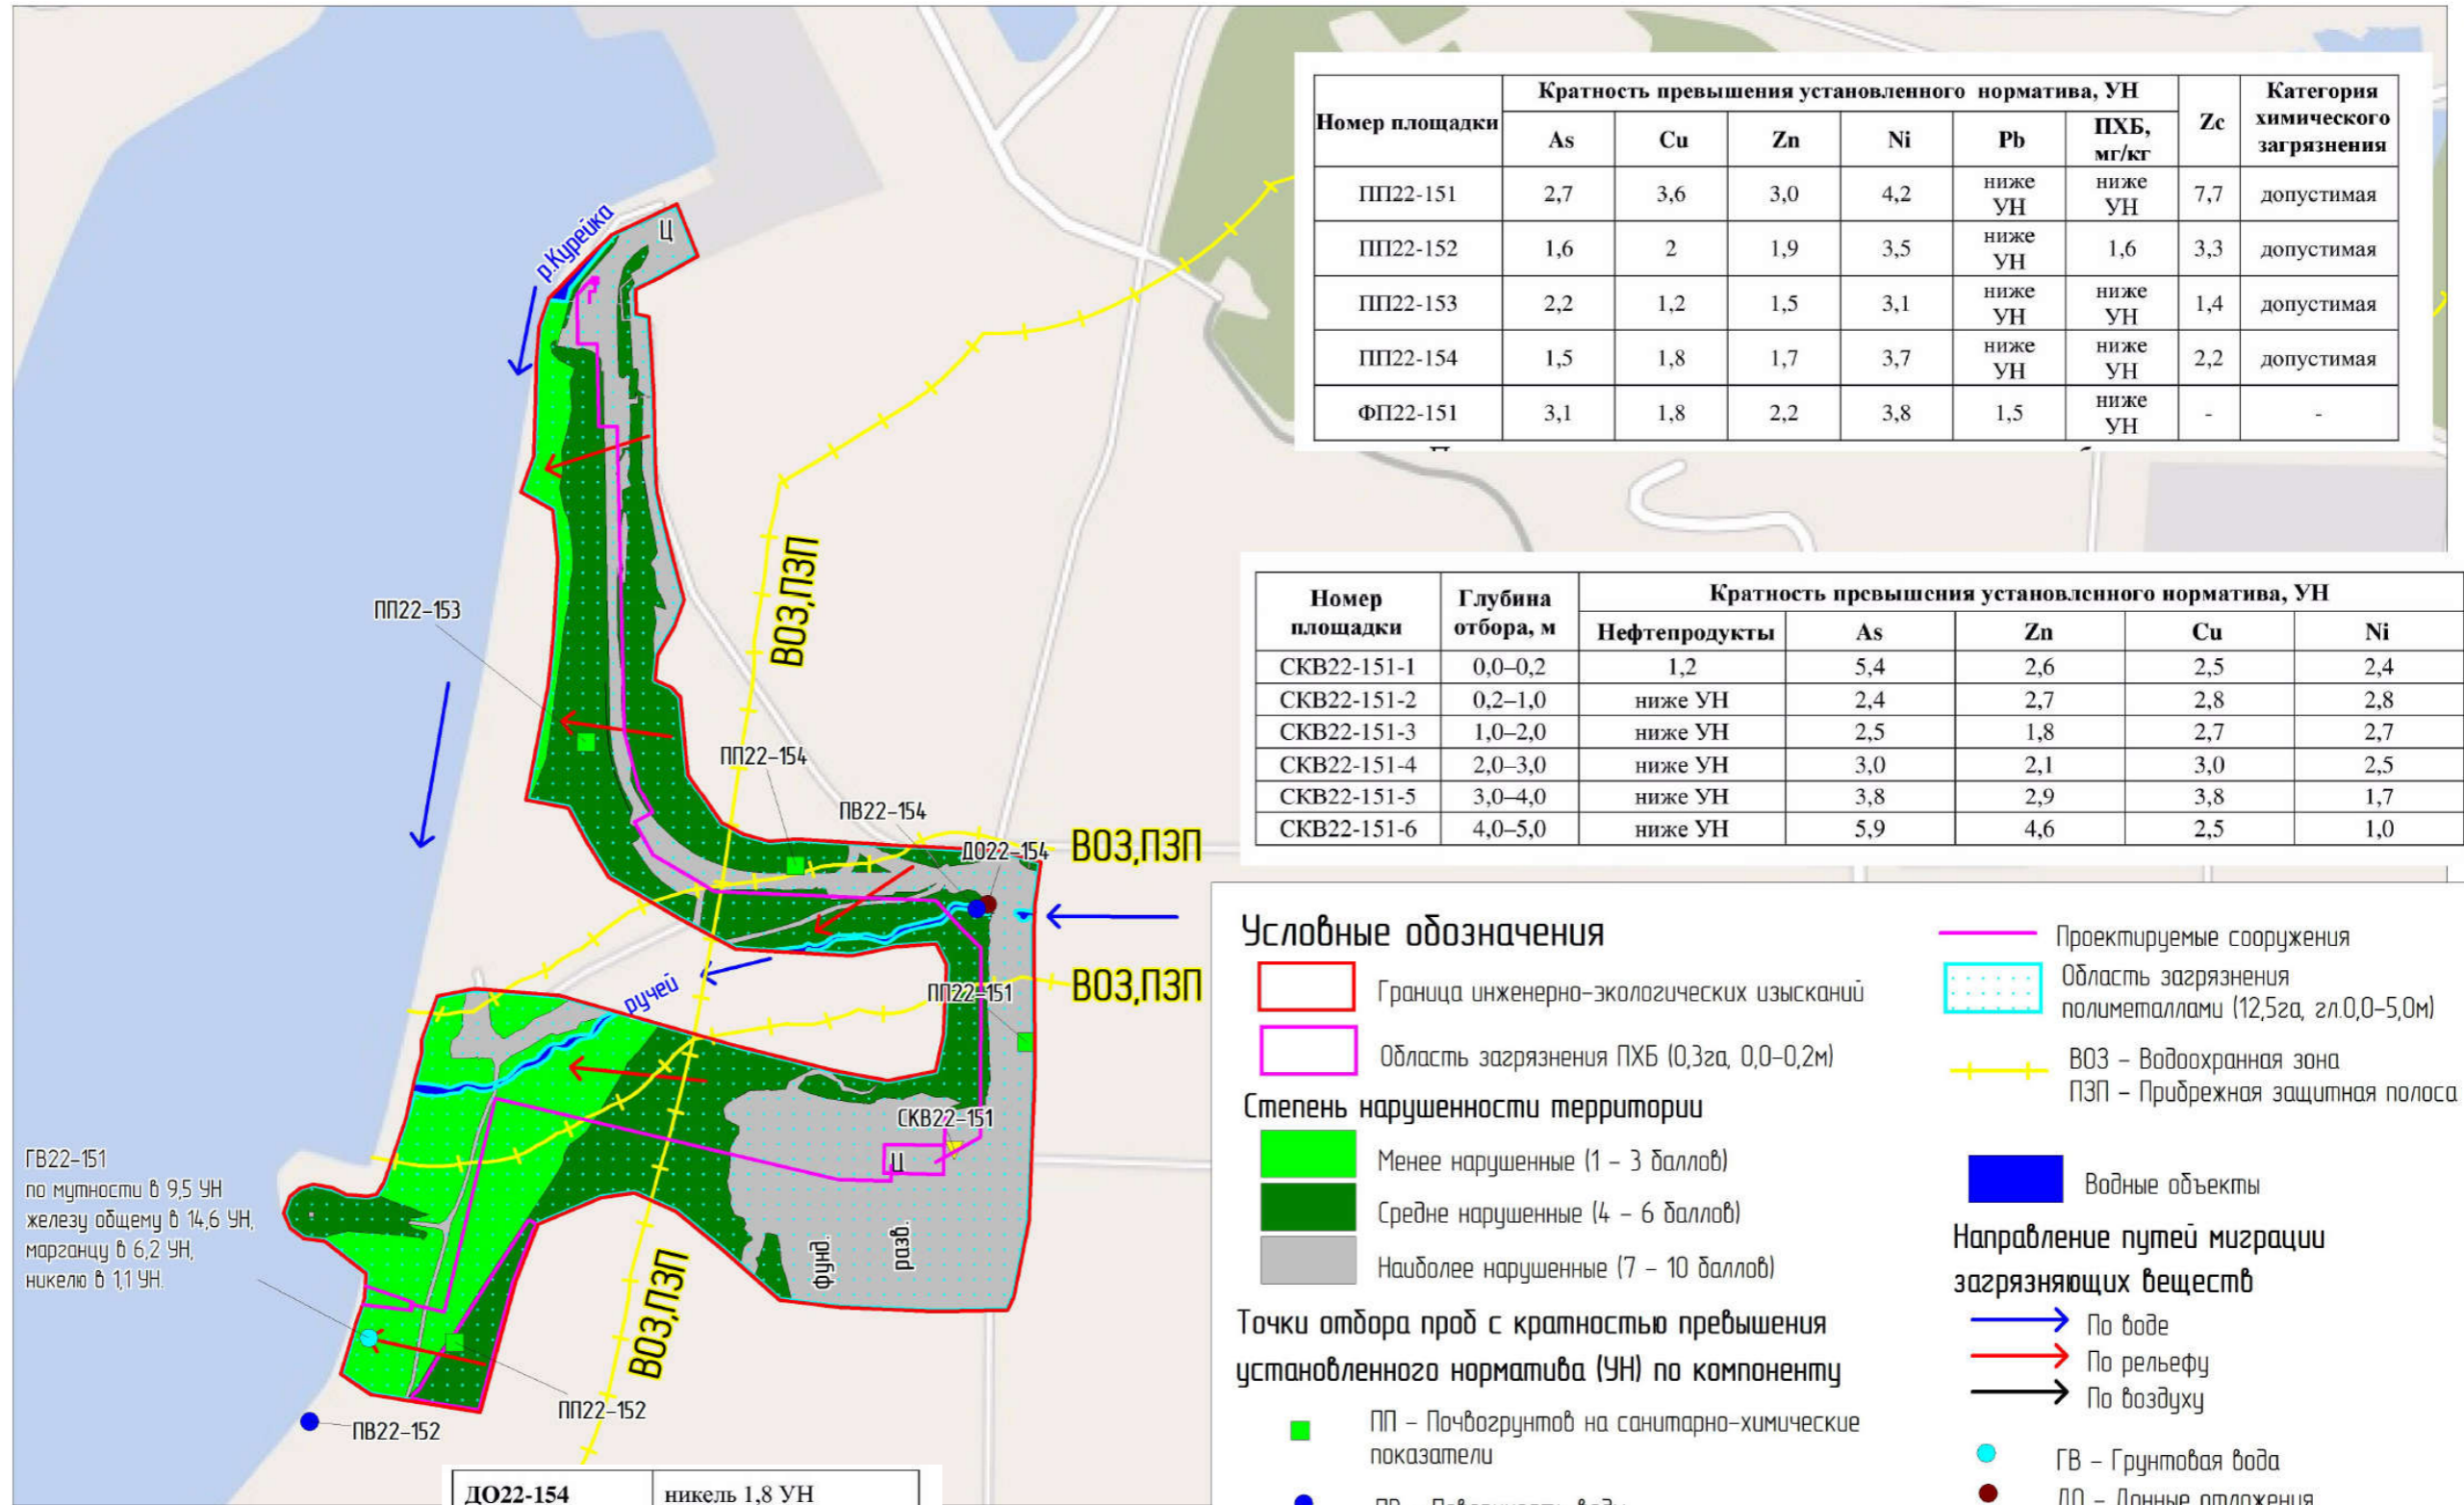 Номер площадки | Кратность превышения установленного норматива, УН | Zc | Категория химического загрязнения
As | Cu | Zn | Ni | Pb | ПХБ, мг/кг
ПП22-151 | 2,7 | 3,6 | 3,0 | 4,2 | ниже УН | ниже УН | 7,7 | допустимая
ПП22-152 | 1,6 | 2 | 1,9 | 3,5 | ниже УН | 1,6 | 3,3 | допустимая
ПП22-153 | 2,2 | 1,2 | 1,5 | 3,1 | ниже УН | ниже УН | 1,4 | допустимая
ПП22-154 | 1,5 | 1,8 | 1,7 | 3,7 | ниже УН | ниже УН | 2,2 | допустимая
ФП22-151 | 3,1 | 1,8 | 2,2 | 3,8 | 1,5 | ниже УН | - | -
Номер площадки | Глубина отбора, м | Кратность превышения установленного норматива, УН
Нефтепродукты | As | Zn | Cu | Ni
СКВ22-151-1 | 0,0–0,2 | 1,2 | 5,4 | 2,6 | 2,5 | 2,4
СКВ22-151-2 | 0,2–1,0 | ниже УН | 2,4 | 2,7 | 2,8 | 2,8
СКВ22-151-3 | 1,0–2,0 | ниже УН | 2,5 | 1,8 | 2,7 | 2,7
СКВ22-151-4 | 2,0–3,0 | ниже УН | 3,0 | 2,1 | 3,0 | 2,5
СКВ22-151-5 | 3,0–4,0 | ниже УН | 3,8 | 2,9 | 3,8 | 1,7
СКВ22-151-6 | 4,0–5,0 | ниже УН | 5,9 | 4,6 | 2,5 | 1,0
р.Курейка
Ц
ВОЗ,ПЗП
ПП22-153
ПП22-154
ПВ22-154
ДО22-154
ВОЗ,ПЗП
ВОЗ,ПЗП
ручей
ПП22-151
СКВ22-151
Ц
фунд.
разв.
ВОЗ,ПЗП
ГВ22-151
по мутности в 9,5 УН
железу общему в 14,6 УН,
марганцу в 6,2 УН,
никелю в 1,1 УН.
ПП22-152
ПВ22-152
ДО22-154 | никель 1,8 УН
Условные обозначения
Граница инженерно-экологических изысканий
Область загрязнения ПХБ (0,3га, 0,0-0,2м)
Степень нарушенности территории
Менее нарушенные (1 - 3 баллов)
Средне нарушенные (4 - 6 баллов)
Наиболее нарушенные (7 - 10 баллов)
Точки отбора проб с кратностью превышения
установленного норматива (УН) по компоненту
ПП - Почвогрунтов на санитарно-химические
показатели
Проектируемые сооружения
Область загрязнения
полиметаллами (12,5га, гл.0,0-5,0м)
ВОЗ - Водоохранная зона
ПЗП - Прибрежная защитная полоса
Водные объекты
Направление путей миграции
загрязняющих веществ
По воде
По рельефу
По воздуху
ГВ - Грунтовая вода
ДО - Донные отложения